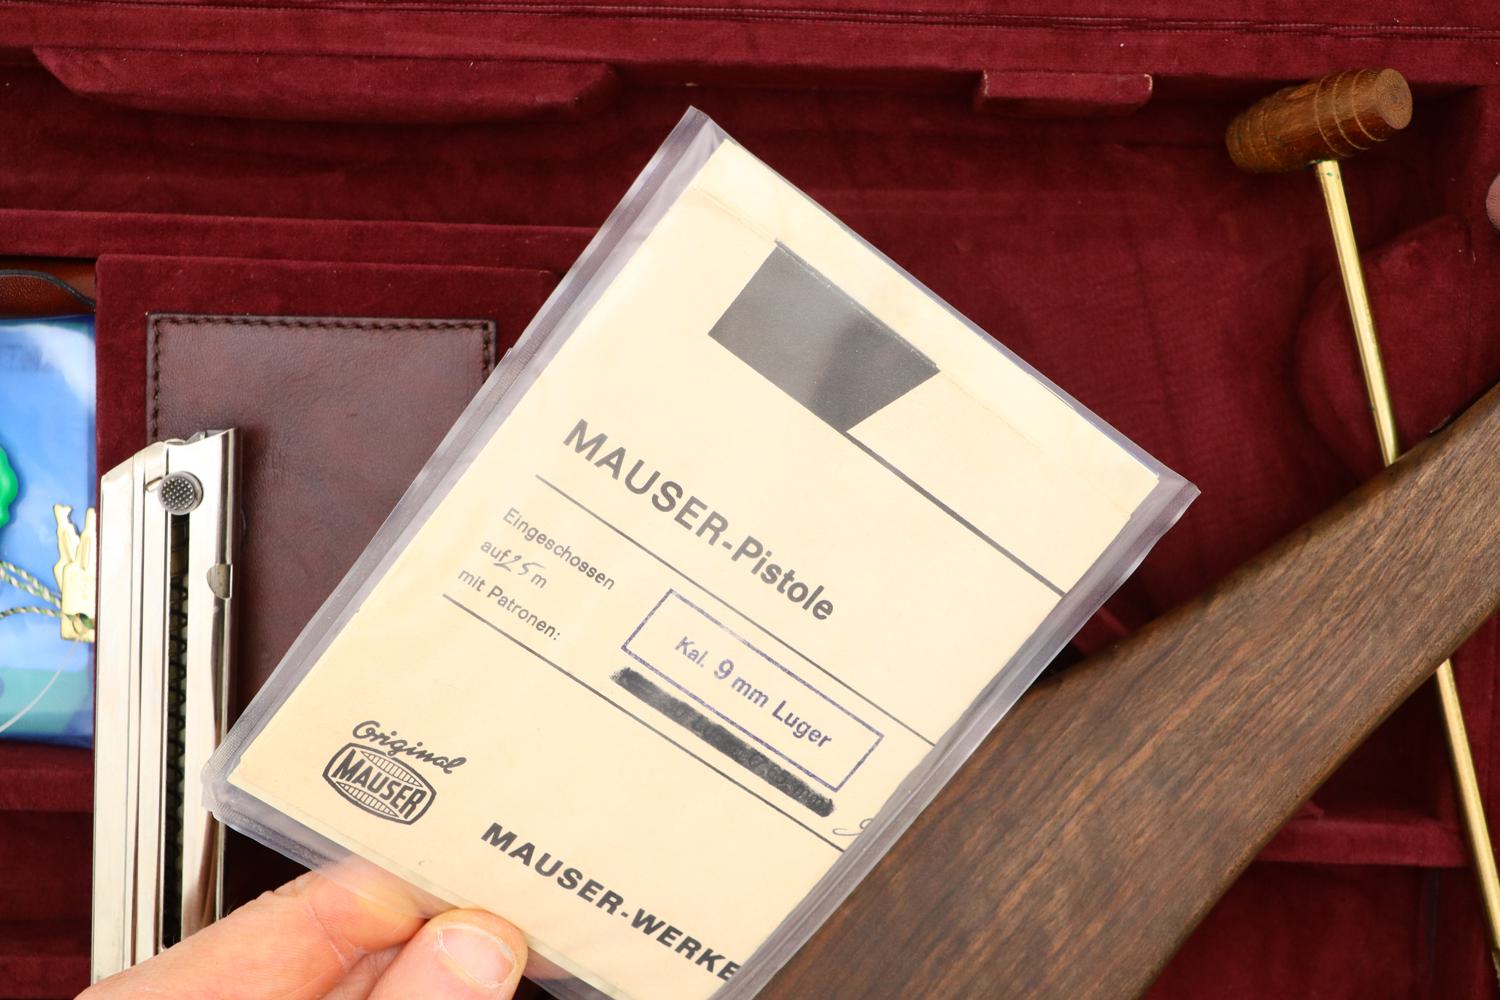 MAUSER-Pistole
Eingeschossen
auf 25 m
mit Patronen:
Kal. 9 mm Luger
Original
MAUSER
MAUSER-WERKE